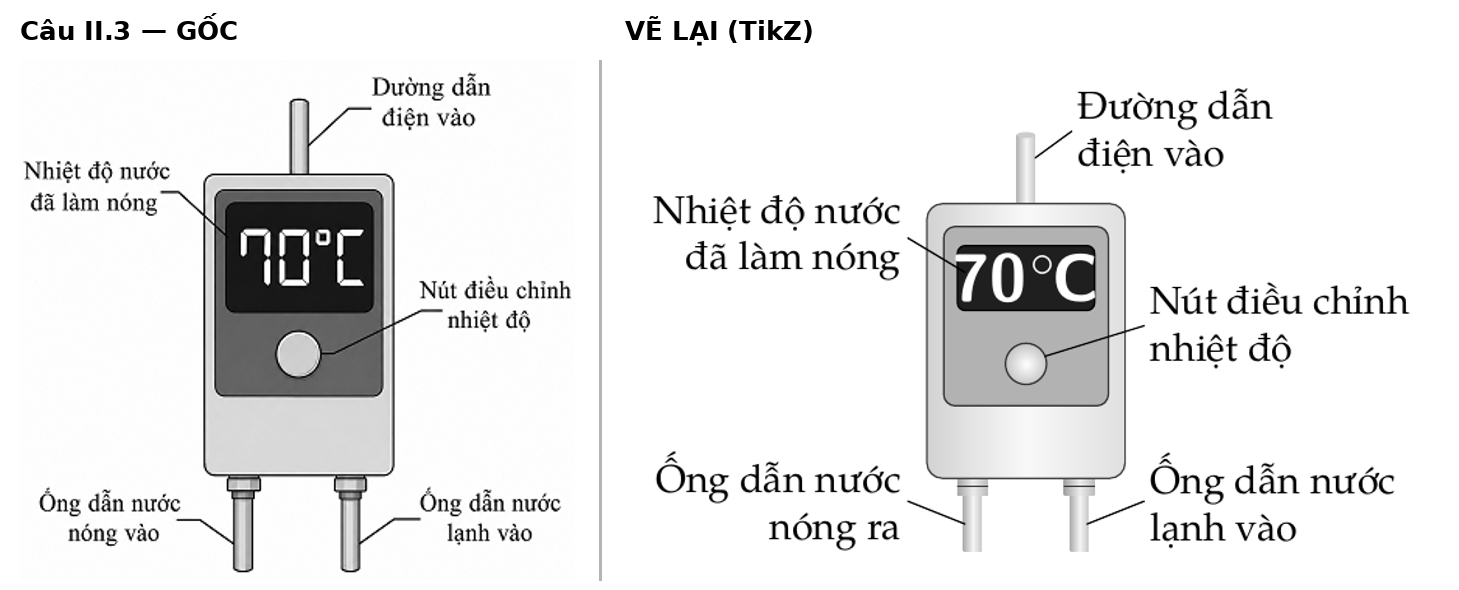 Câu II.3 — GỐC
Dường dẫn
điện vào
Nhiệt độ nước
đã làm nóng
70°C
Nút điều chỉnh
nhiệt độ
Ống dẫn nước
nóng vào
Ống dẫn nước
lạnh vào
VẼ LẠI (TikZ)
Đường dẫn
điện vào
Nhiệt độ nước
đã làm nóng
70°C
Nút điều chỉnh
nhiệt độ
Ống dẫn nước
nóng ra
Ống dẫn nước
lạnh vào